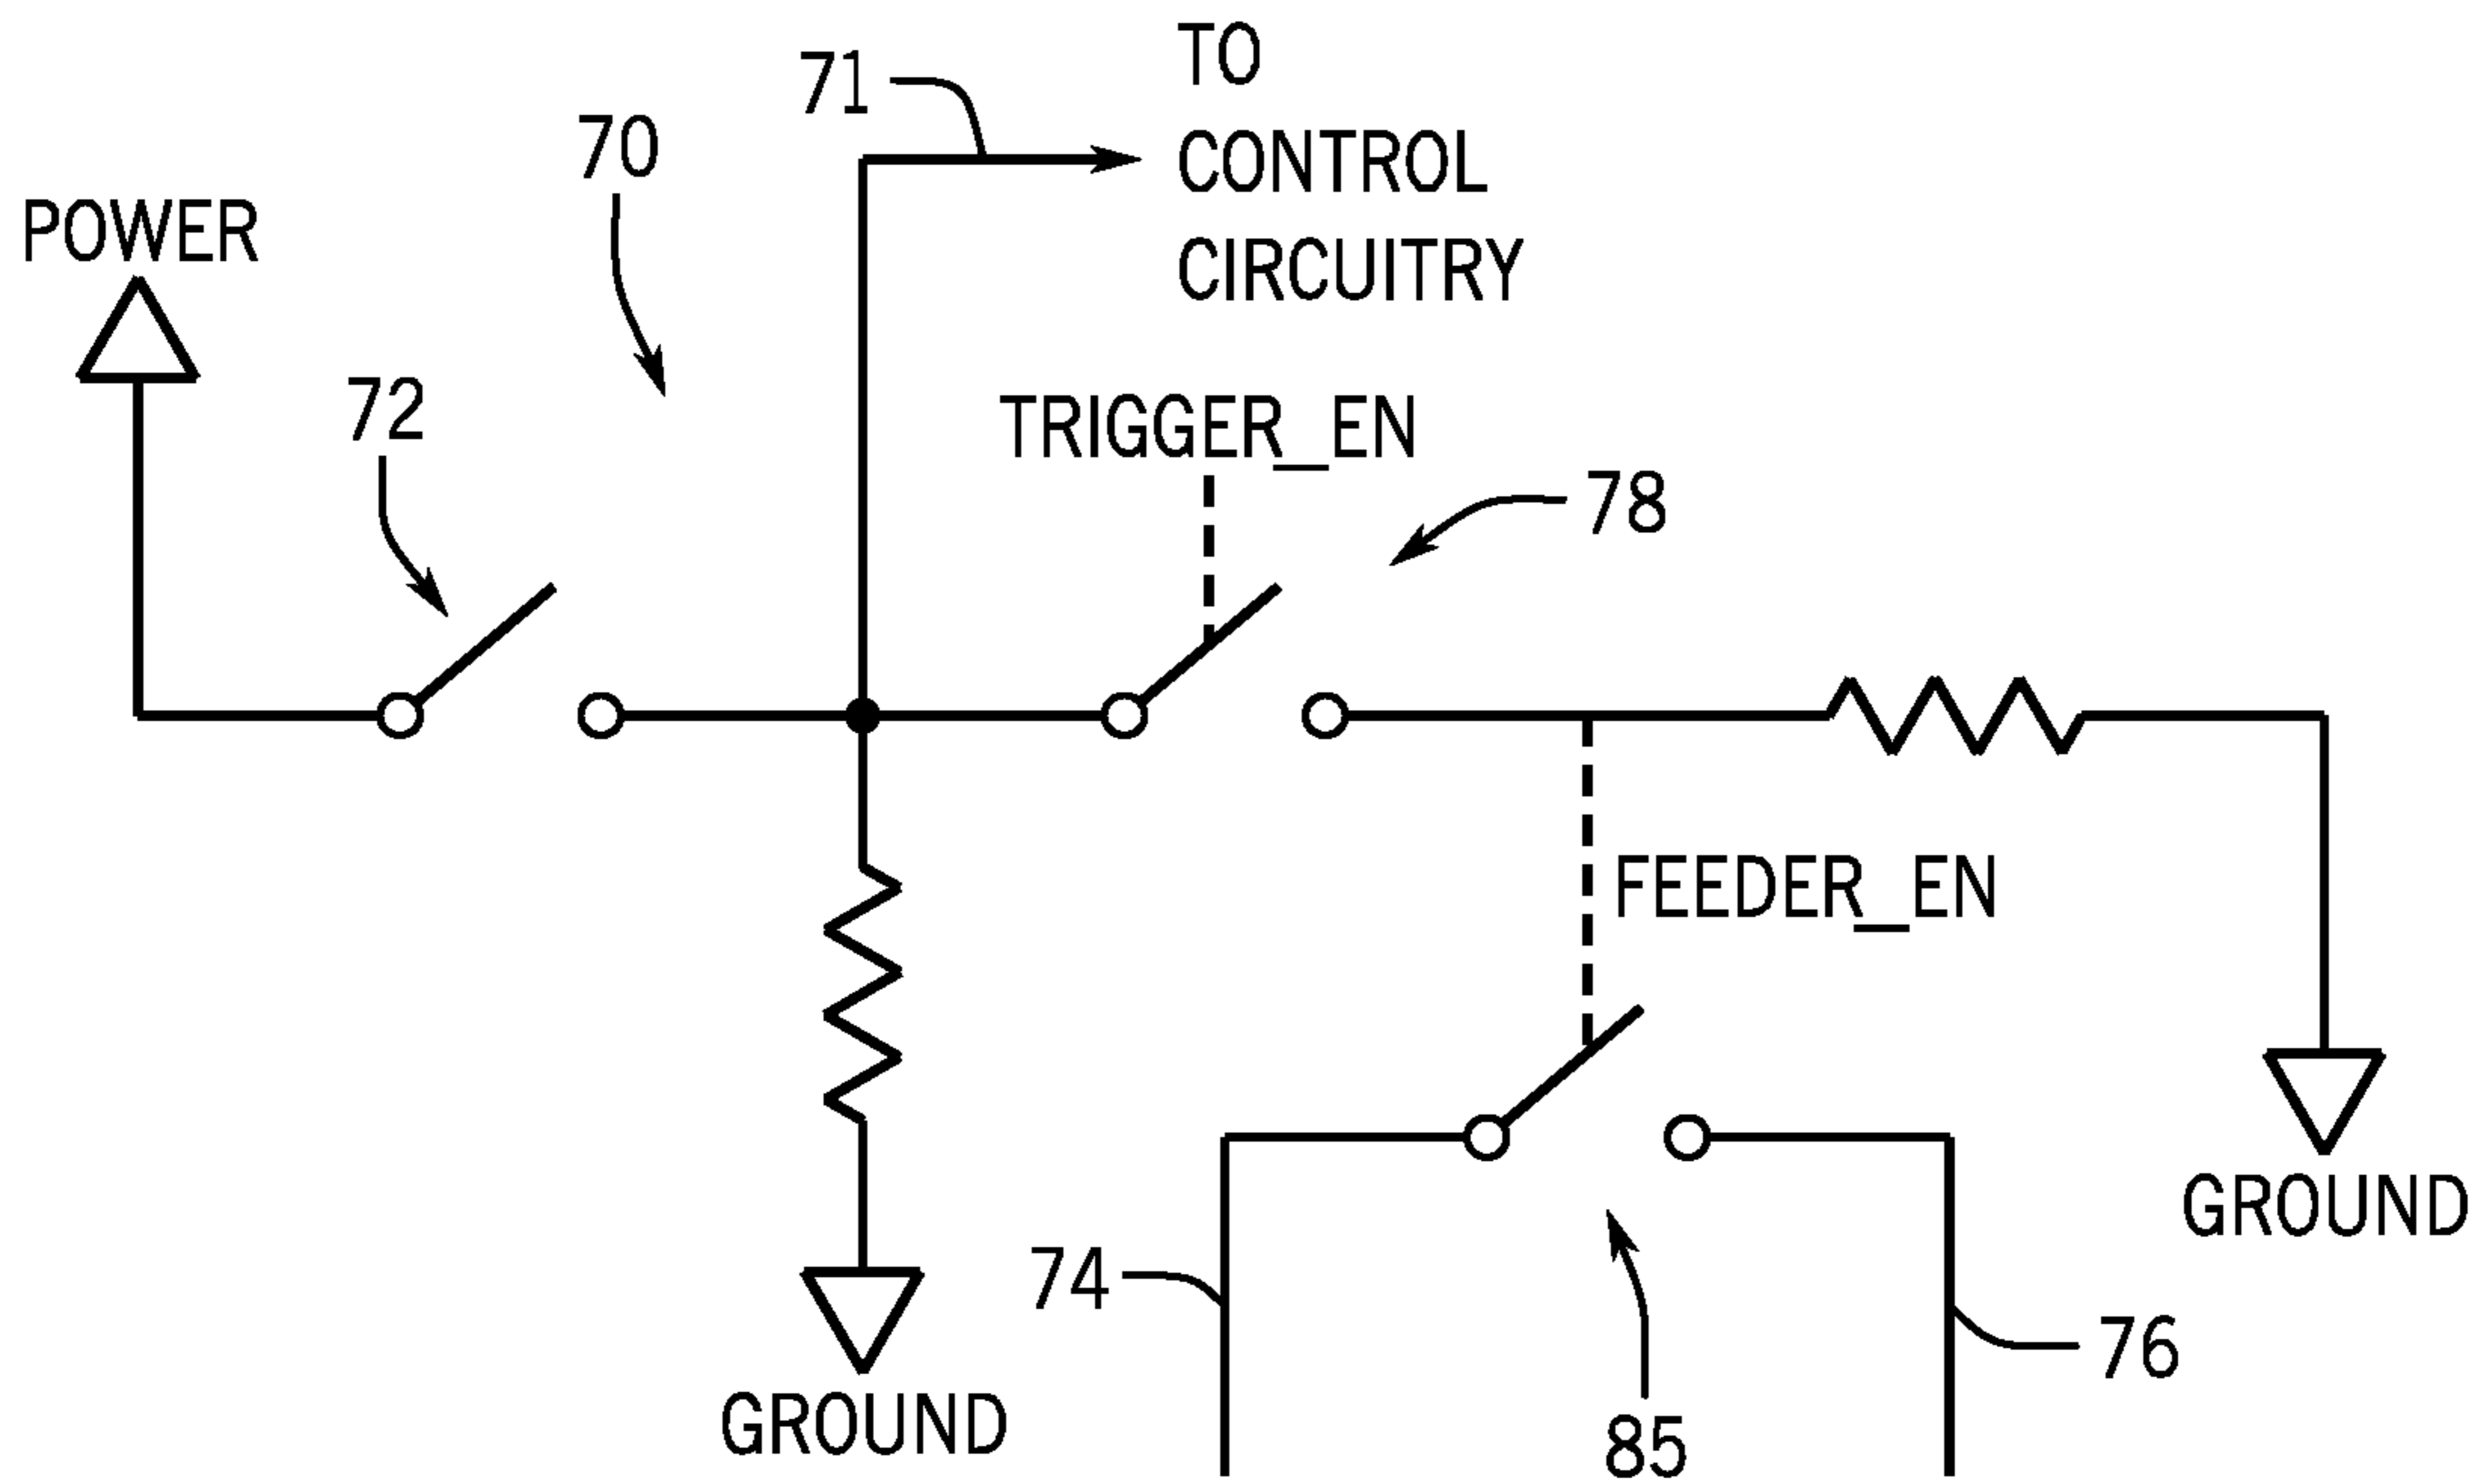 71
TO
CONTROL
CIRCUITRY
70
POWER
72
TRIGGER_EN
78
FEEDER_EN
74
GROUND
76
GROUND
85